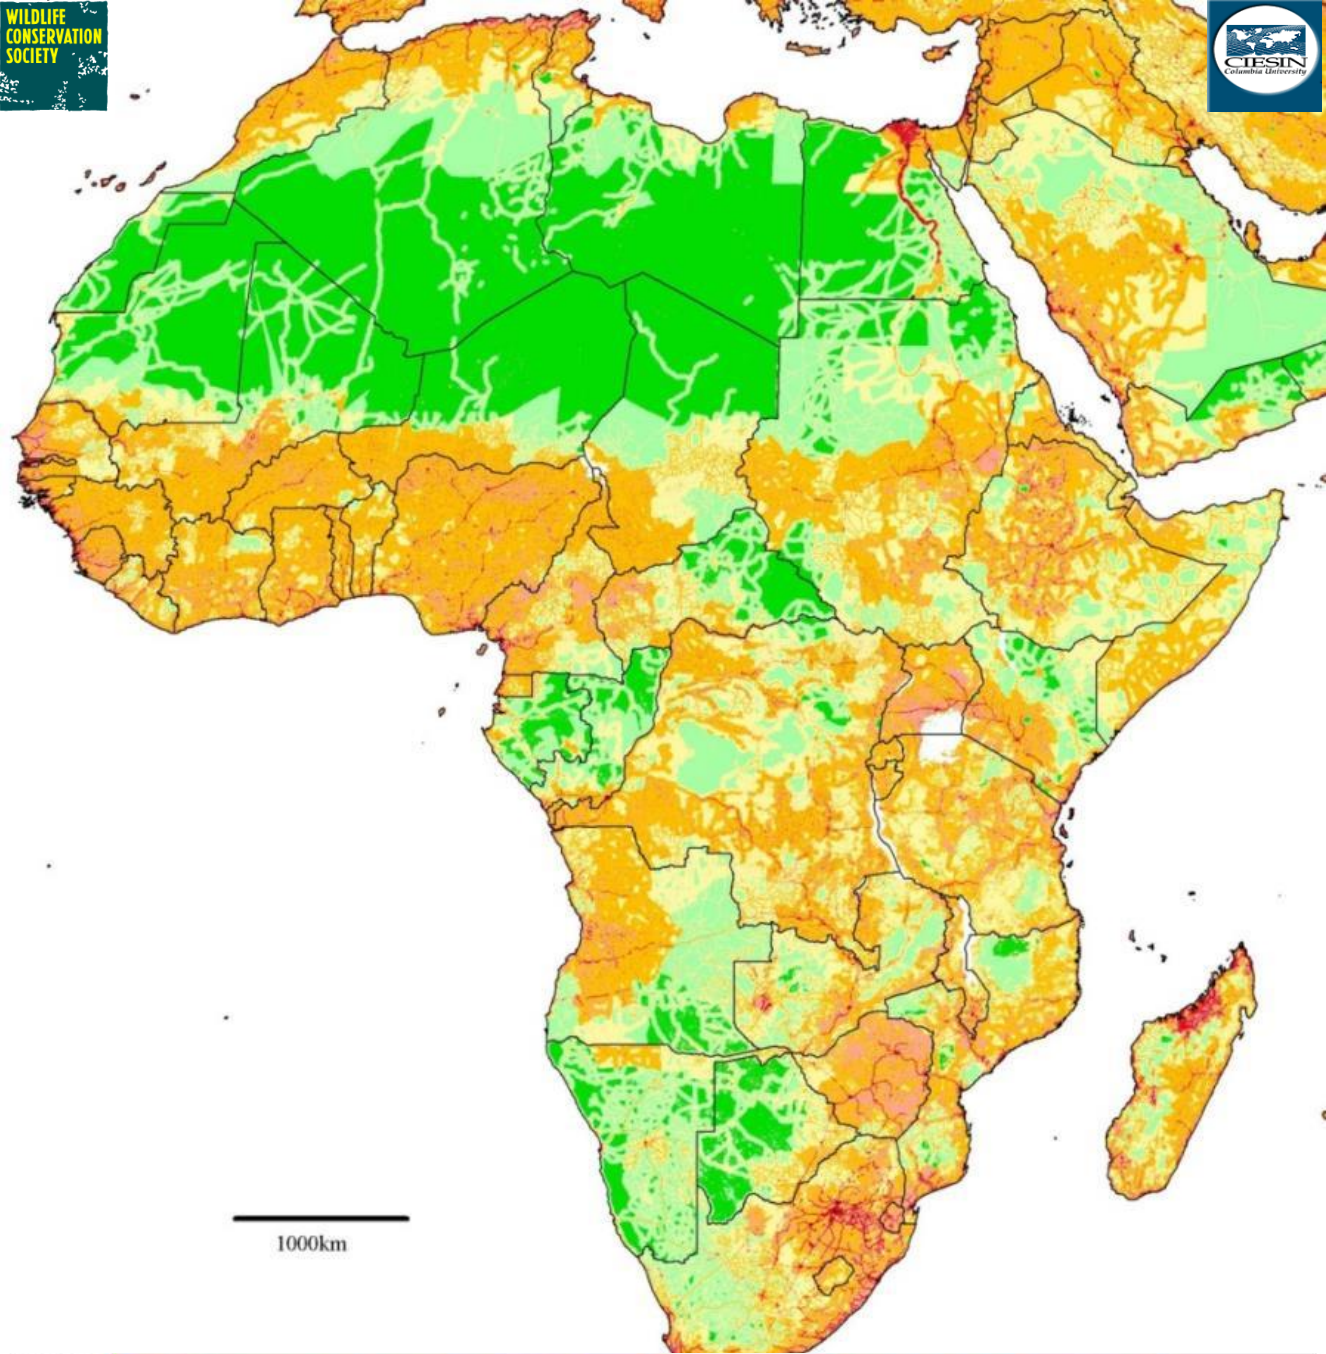 WILDLIFE
CONSERVATION
SOCIETY
CIESIN
Columbia University
1000km